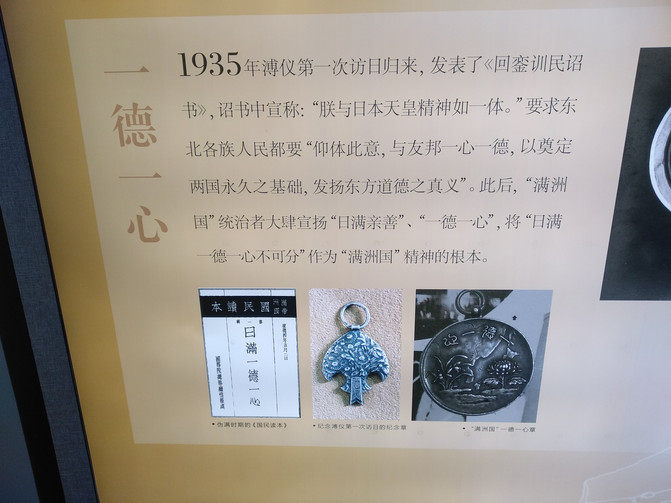 一德一心
1935年溥仪第一次访日归来，发表了《回銮训民诏
书》，诏书中宣称：“朕与日本天皇精神如一体。”要求东
北各族人民都要“仰体此意，与友邦一心一德，以奠定
两国永久之基础，发扬东方道德之真义”。此后，“满洲
国”统治者大肆宣扬“日满亲善”、“一德一心”，将“日满
一德一心不可分”作为“满洲国”精神的根本。
本讀民國
日滿一德一心
心德一
• 伪满时期的《国民读本》
• 纪念溥仪第一次访日的纪念章
• “满洲国”一德一心章